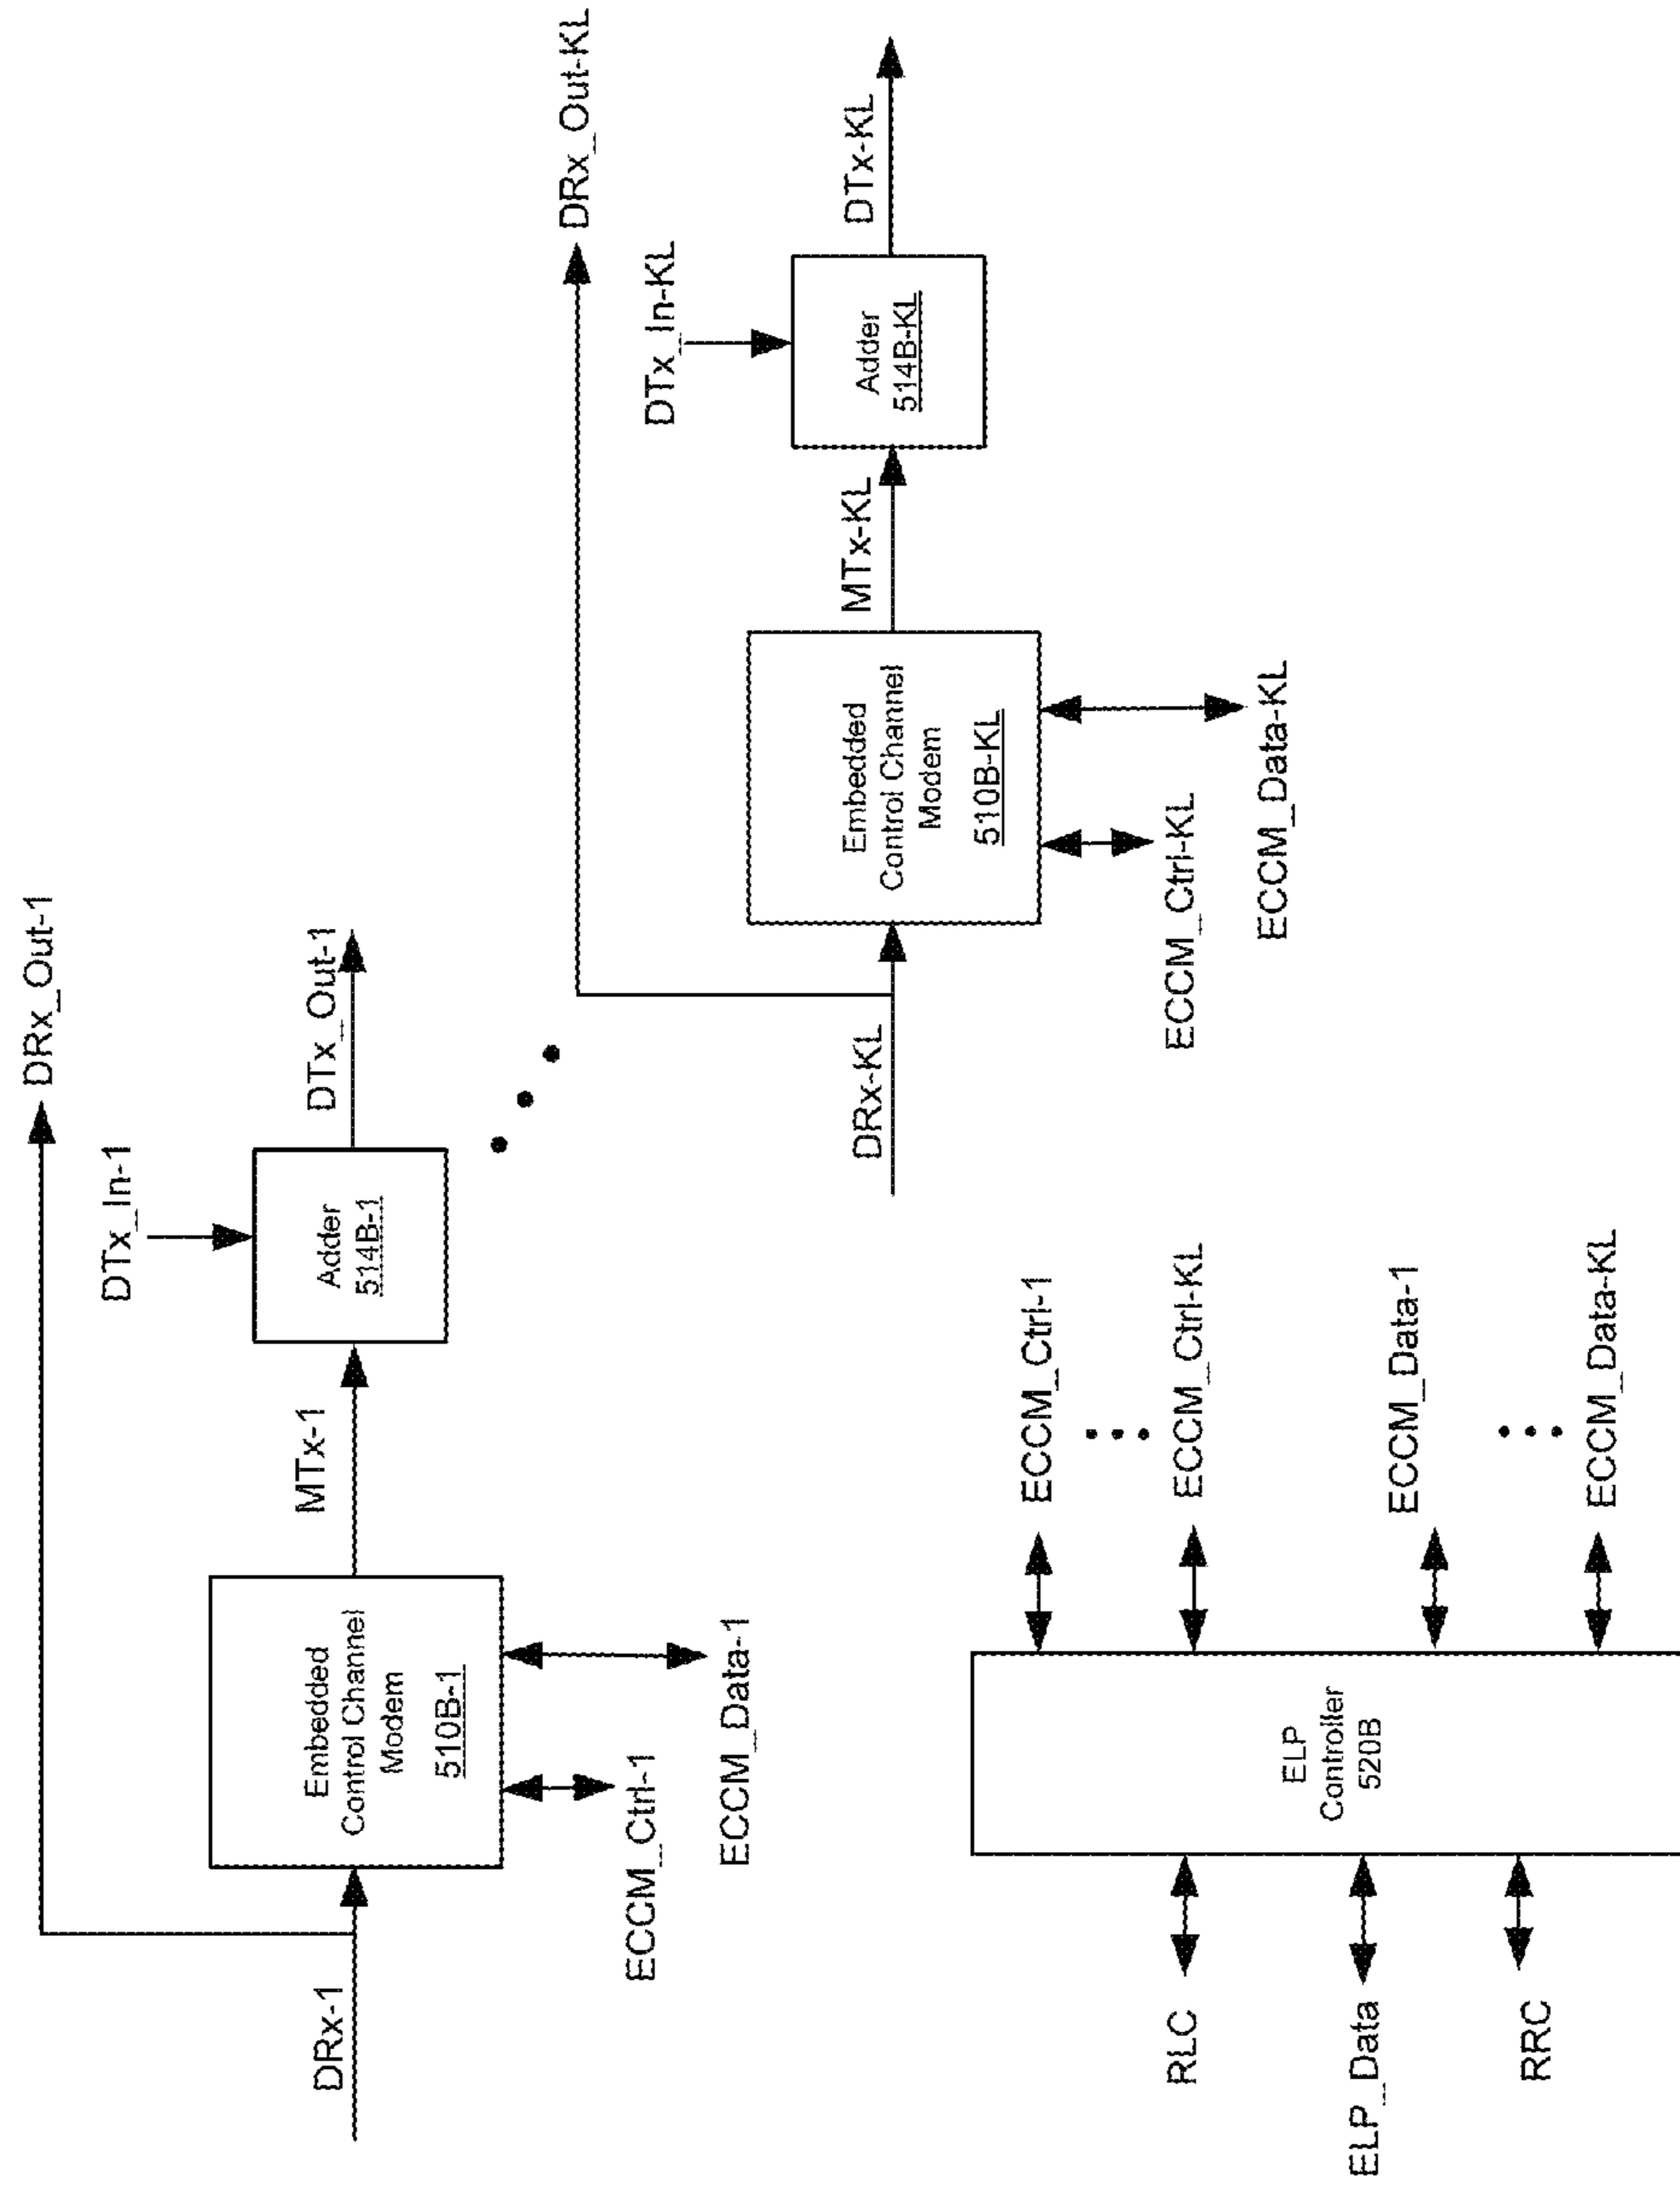 DRx_Out-1
DTx_In-1
DRx-1
Embedded
Control Channel
Modem
510B-1
MTx-1
Adder
514B-1
DTx_Out-1
ECCM_Ctrl-1
ECCM_Data-1
DRx_Out-KL
DTx_In-KL
DRx-KL
Embedded
Control Channel
Modem
510B-KL
MTx-KL
Adder
514B-KL
DTx-KL
ECCM_Ctrl-KL
ECCM_Data-KL
RLC
ELP_Data
RRC
ELP
Controller
520B
ECCM_Ctrl-1
ECCM_Ctrl-KL
ECCM_Data-1
ECCM_Data-KL